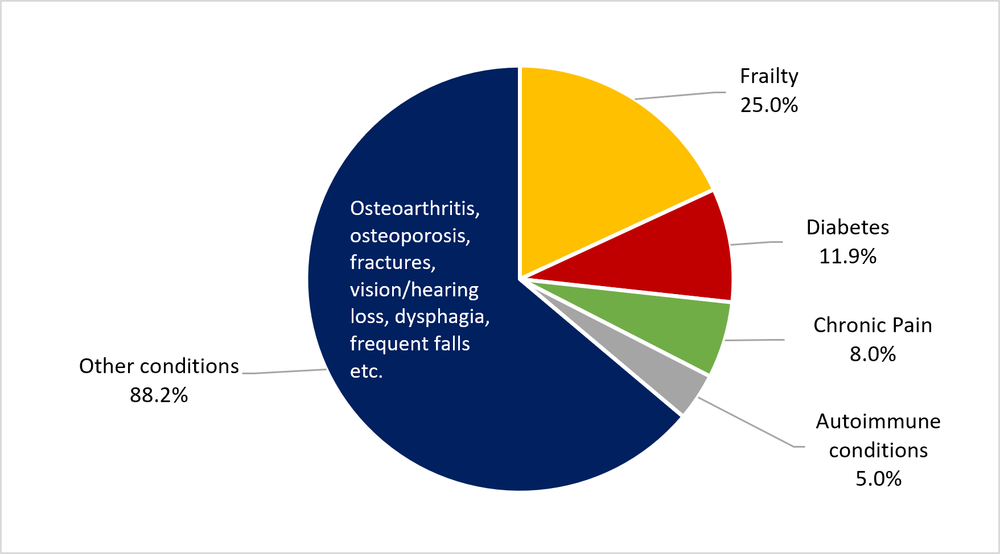 Frailty
25.0%
Diabetes
11.9%
Chronic Pain
8.0%
Autoimmune
conditions
5.0%
Other conditions
88.2%
Osteoarthritis,
osteoporosis,
fractures,
vision/hearing
loss, dysphagia,
frequent falls
etc.